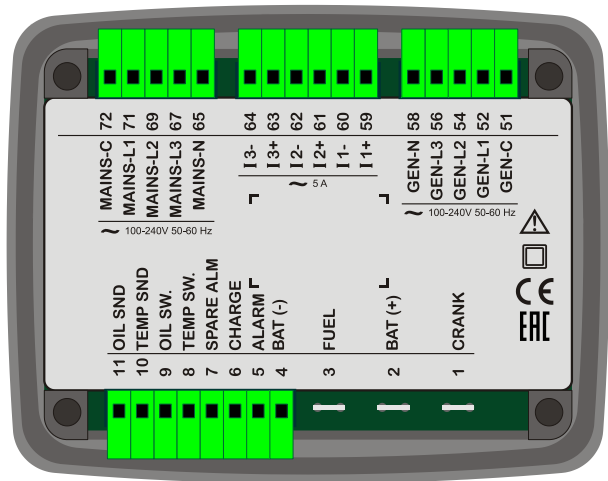 72 MAINS-C
71 MAINS-L1
69 MAINS-L2
67 MAINS-L3
65 MAINS-N
~ 100-240V 50-60 Hz
64 I3-
63 I3+
62 I2-
61 I2+
60 I1-
59 I1+
~ 5 A
58 GEN-N
56 GEN-L3
54 GEN-L2
52 GEN-L1
51 GEN-C
~ 100-240V 50-60 Hz
CE
EAC
11 OIL SND
10 TEMP SND
9 OIL SW.
8 TEMP SW.
7 SPARE ALM
6 CHARGE
5 ALARM
4 BAT (-)
3 FUEL
2 BAT (+)
1 CRANK